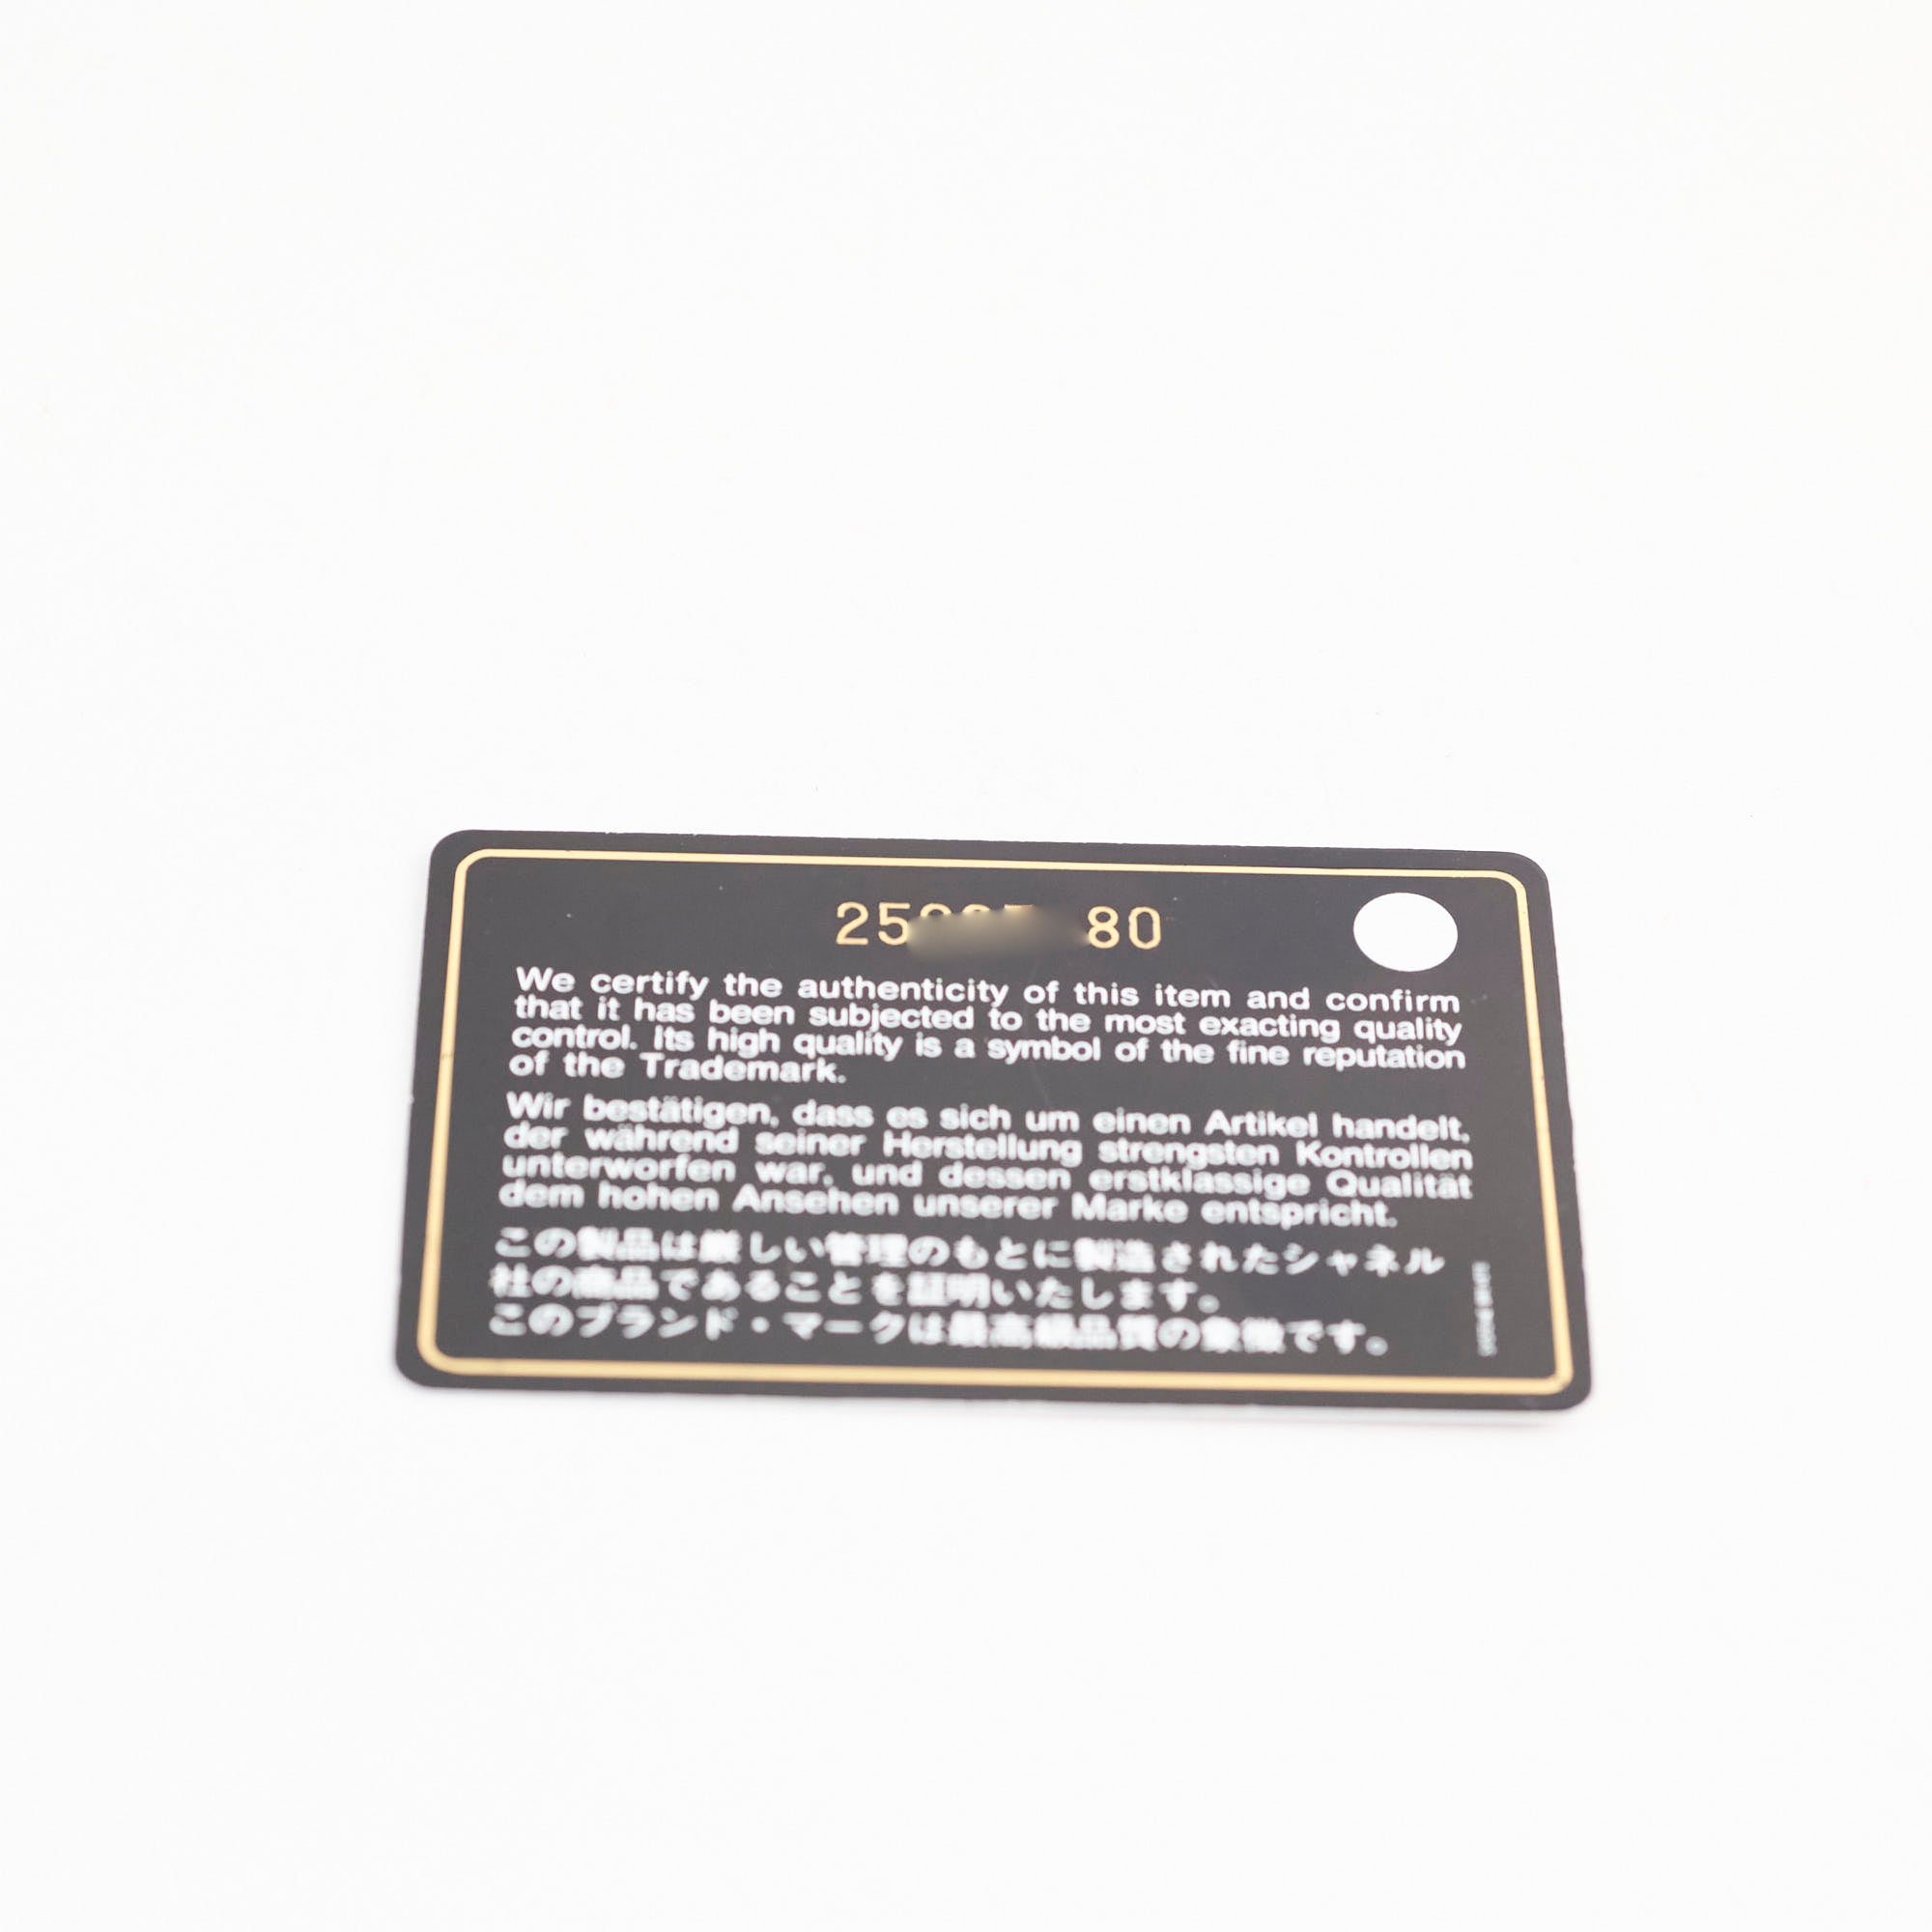 25 80
We certify the authenticity of this item and confirm
that it has been subjected to the most exacting quality
control. Its high quality is a symbol of the fine reputation
of the Trademark.
Wir bestätigen, dass es sich um einen Artikel handelt,
der während seiner Herstellung strengsten Kontrollen
unterworfen war, und dessen erstklassige Qualität
dem hohen Ansehen unserer Marke entspricht.
この製品は厳しい管理のもとに製造されたシャネル
社の商品であることを証明いたします。
このブランド・マークは最高級品質の象徴です。